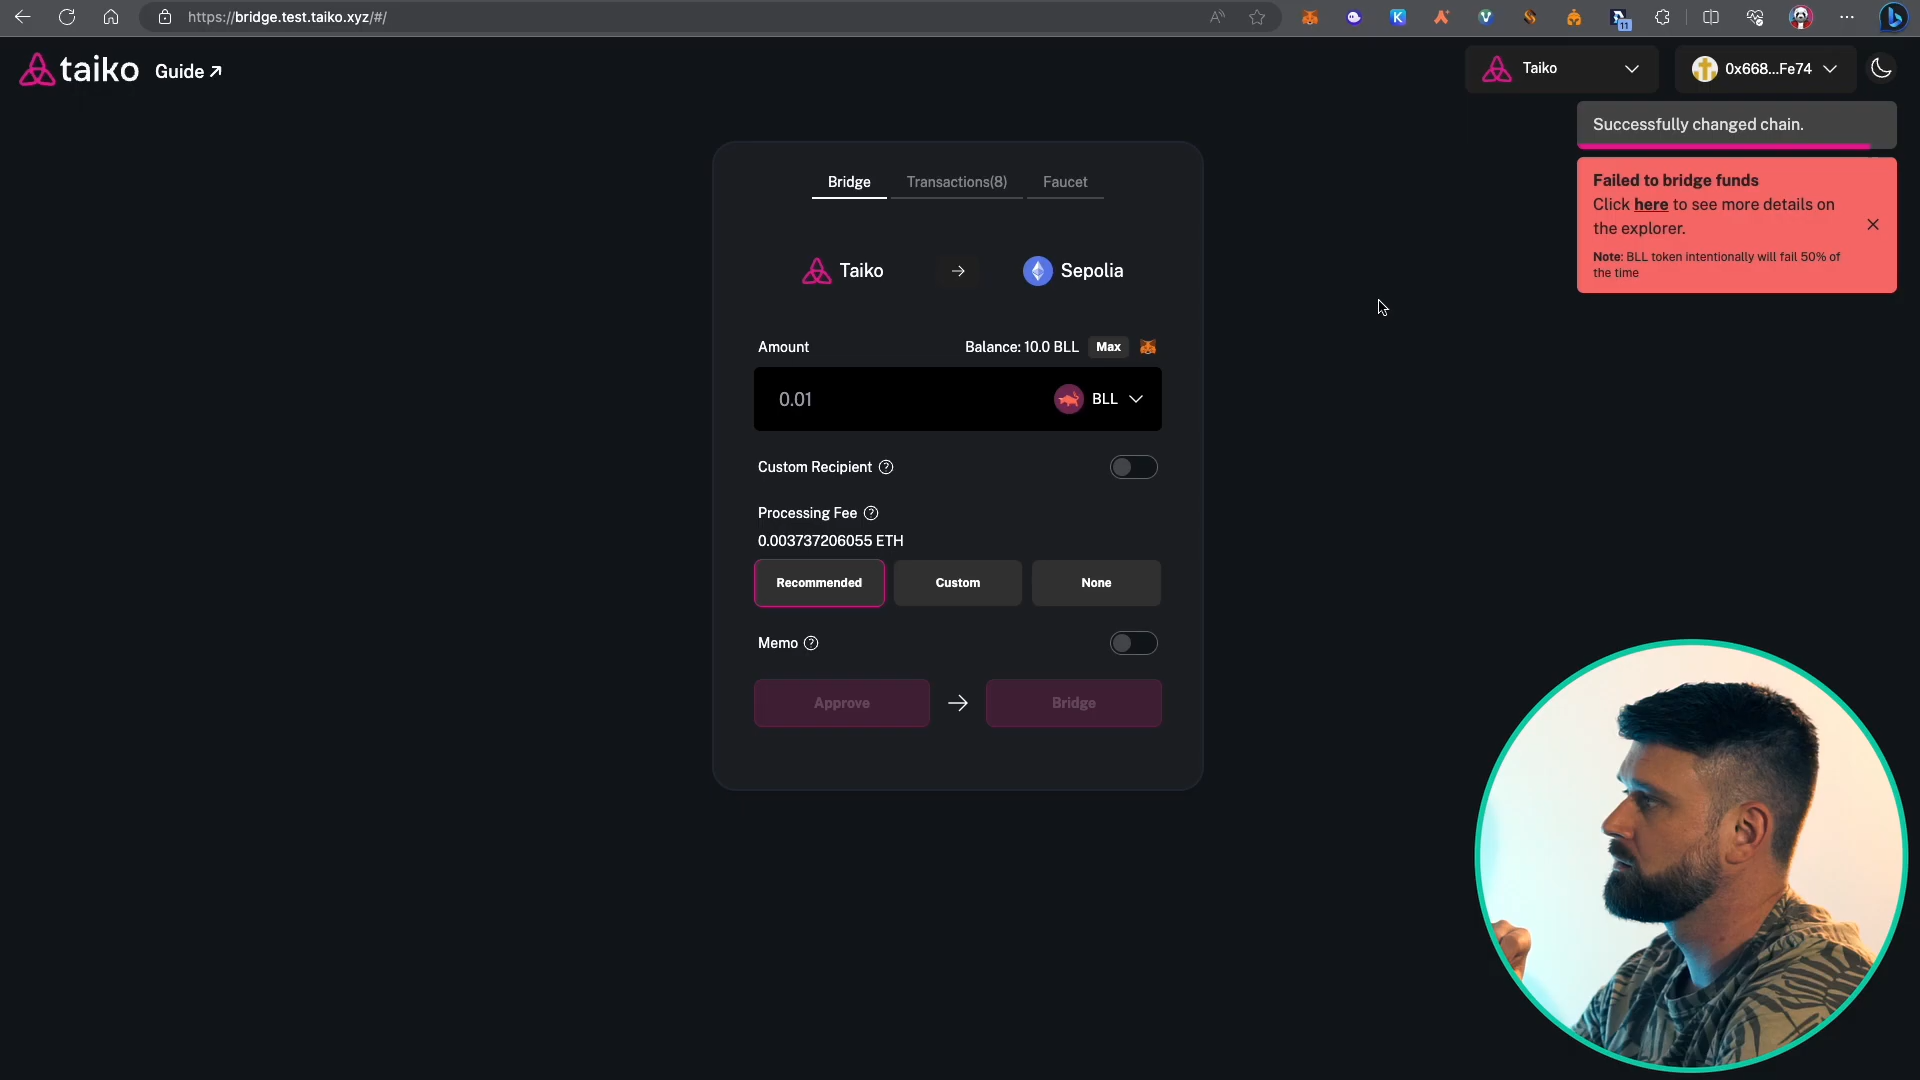 https://bridge.test.taiko.xyz/#/
11
taiko
Guide ↗
Taiko
0x668...Fe74
Successfully changed chain.
Failed to bridge funds
Click here to see more details on
the explorer.
Note: BLL token intentionally will fail 50% of
the time
Bridge
Transactions(8)
Faucet
Taiko
Sepolia
Amount
Balance: 10.0 BLL
Max
0.01
BLL
Custom Recipient
Processing Fee
0.003737206055 ETH
Recommended
Custom
None
Memo
Approve
Bridge